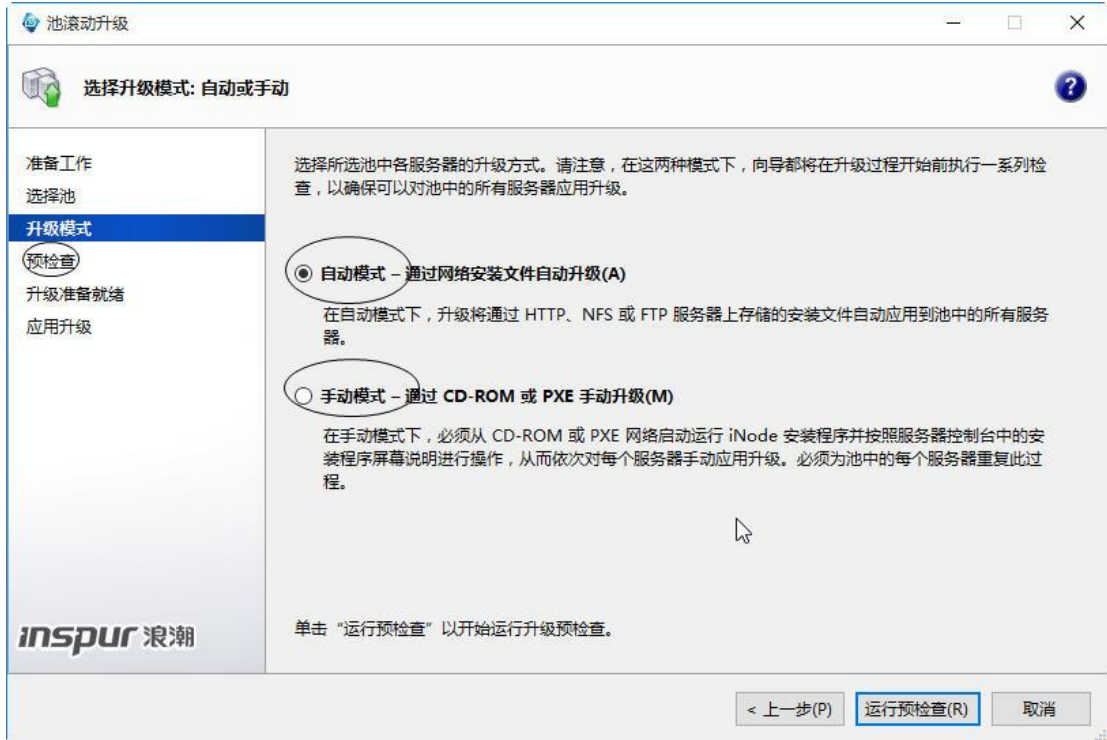 池滚动升级
选择升级模式: 自动或手动
?
准备工作
选择池
升级模式
预检查
升级准备就绪
应用升级
选择所选池中各服务器的升级方式。请注意，在这两种模式下，向导都将在升级过程开始前执行一系列检
查，以确保可以对池中的所有服务器应用升级。
自动模式 – 通过网络安装文件自动升级(A)
在自动模式下，升级将通过 HTTP、NFS 或 FTP 服务器上存储的安装文件自动应用到池中的所有服务
器。
手动模式 – 通过 CD-ROM 或 PXE 手动升级(M)
在手动模式下，必须从 CD-ROM 或 PXE 网络启动运行 iNode 安装程序并按照服务器控制台中的安
装程序屏幕说明进行操作，从而依次对每个服务器手动应用升级。必须为池中的每个服务器重复此过
程。
单击“运行预检查”以开始运行升级预检查。
inspur 浪潮
< 上一步(P)
运行预检查(R)
取消